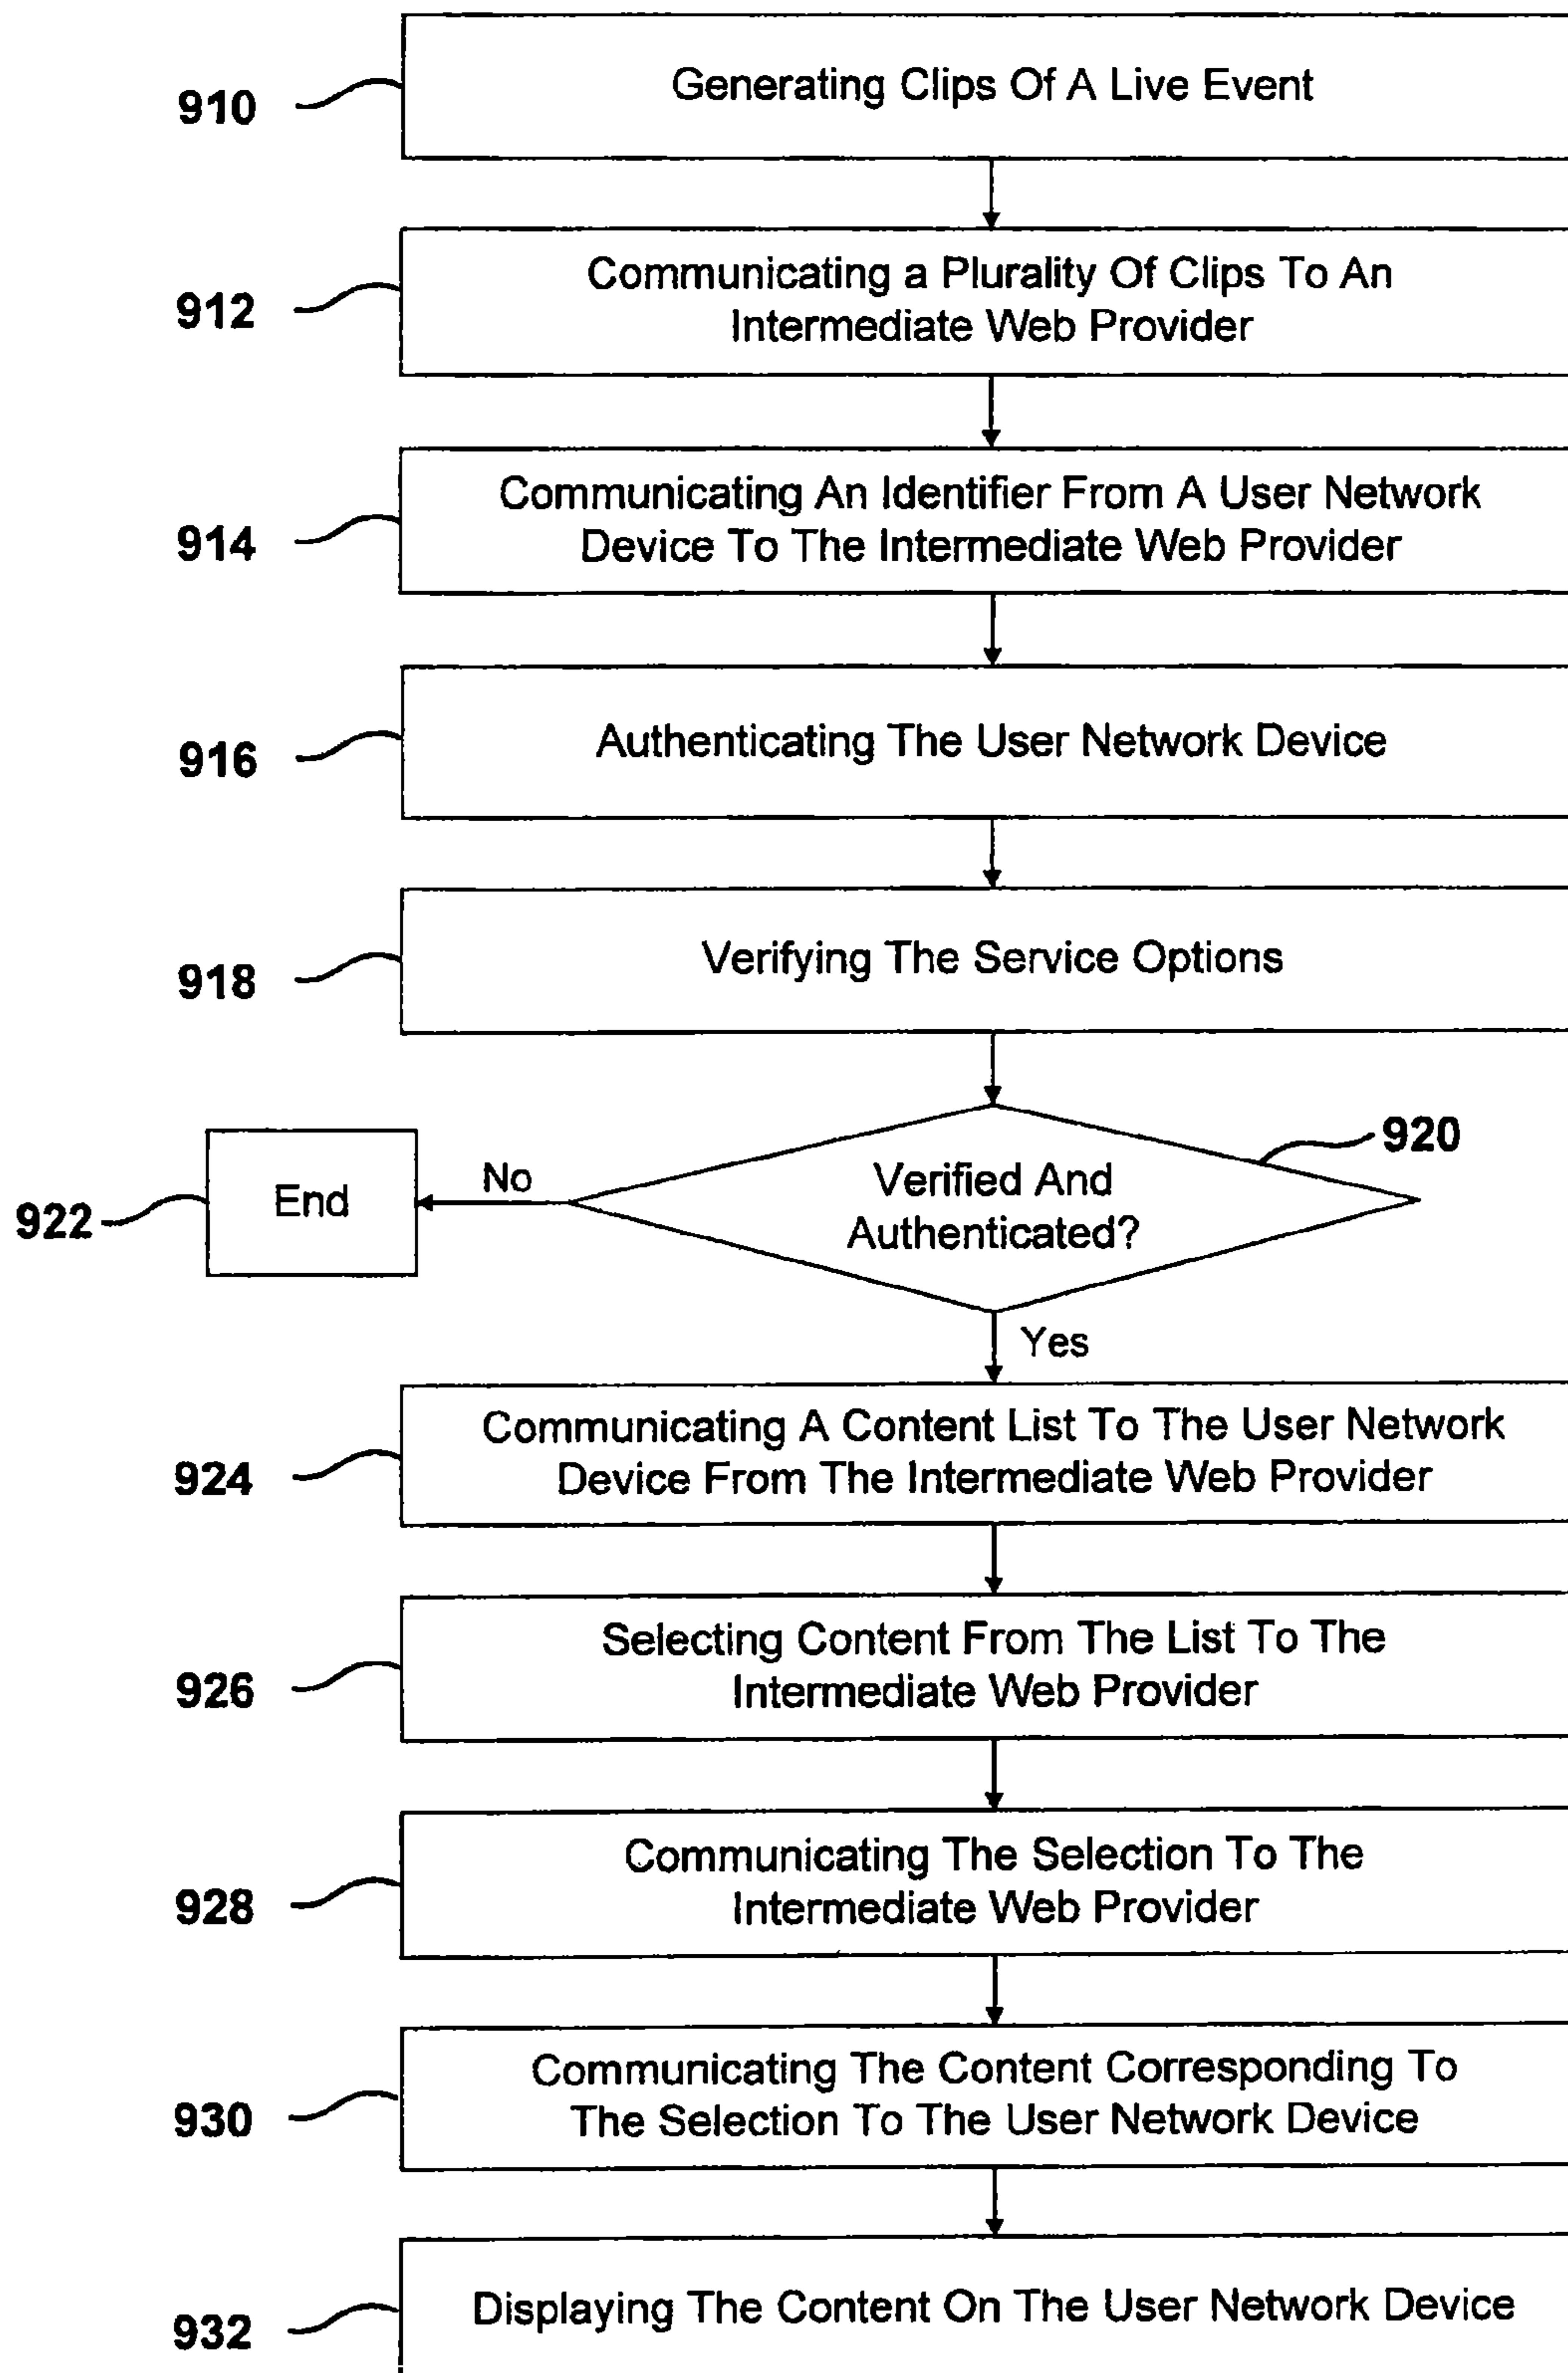 910
Generating Clips Of A Live Event
912
Communicating a Plurality Of Clips To An
Intermediate Web Provider
914
Communicating An Identifier From A User Network
Device To The Intermediate Web Provider
916
Authenticating The User Network Device
918
Verifying The Service Options
920
Verified And
Authenticated?
No
End
922
Yes
924
Communicating A Content List To The User Network
Device From The Intermediate Web Provider
926
Selecting Content From The List To The
Intermediate Web Provider
928
Communicating The Selection To The
Intermediate Web Provider
930
Communicating The Content Corresponding To
The Selection To The User Network Device
932
Displaying The Content On The User Network Device